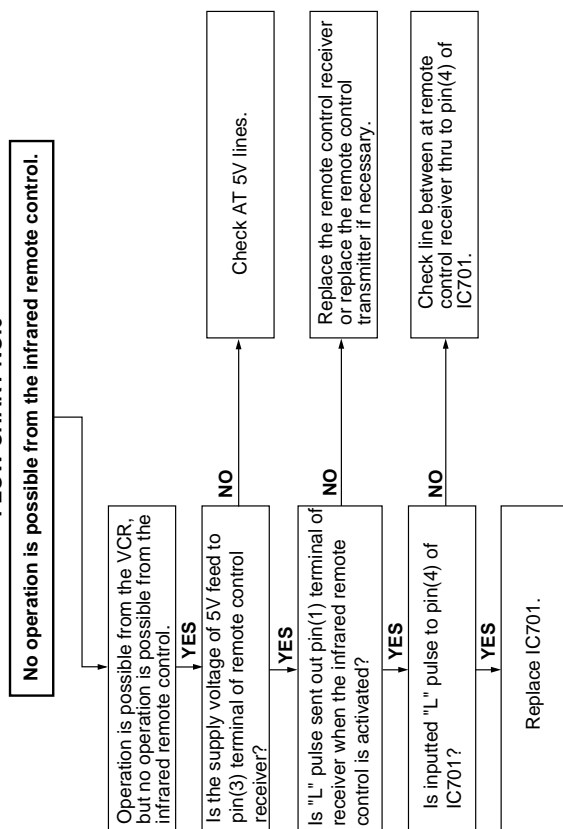 FLOW CHART
No operation is possible from the infrared remote control.
Operation is possible from the VCR,
but no operation is possible from the
infrared remote control.
YES
Is the supply voltage of 5V feed to
pin(3) terminal of remote control
receiver?
NO
Check AT 5V lines.
YES
Is "L" pulse sent out pin(1) terminal of
receiver when the infrared remote
control is activated?
NO
Replace the remote control receiver
or replace the remote control
transmitter if necessary.
YES
Is inputted "L" pulse to pin(4) of
IC701?
NO
Check line between at remote
control receiver thru to pin(4) of
IC701.
YES
Replace IC701.